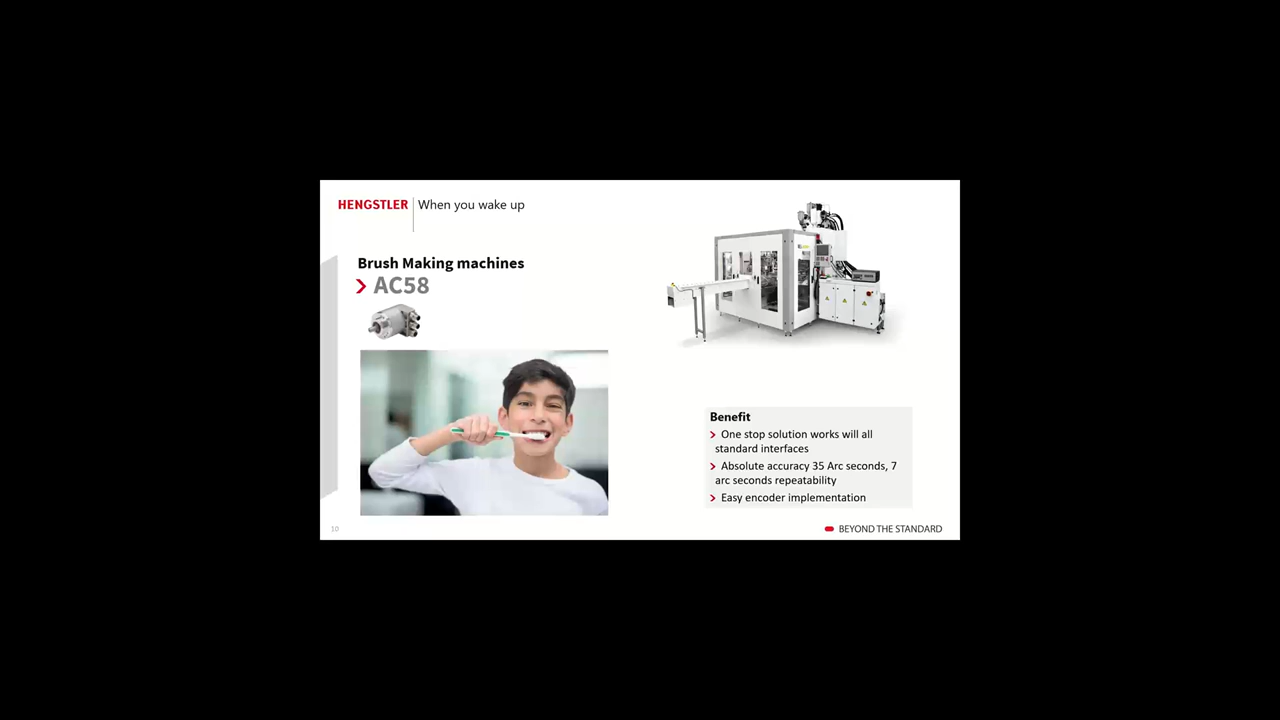 HENGSTLER When you wake up
Brush Making machines
AC58
Benefit
One stop solution works will all
standard interfaces
Absolute accuracy 35 Arc seconds, 7
arc seconds repeatability
Easy encoder implementation
10
BEYOND THE STANDARD